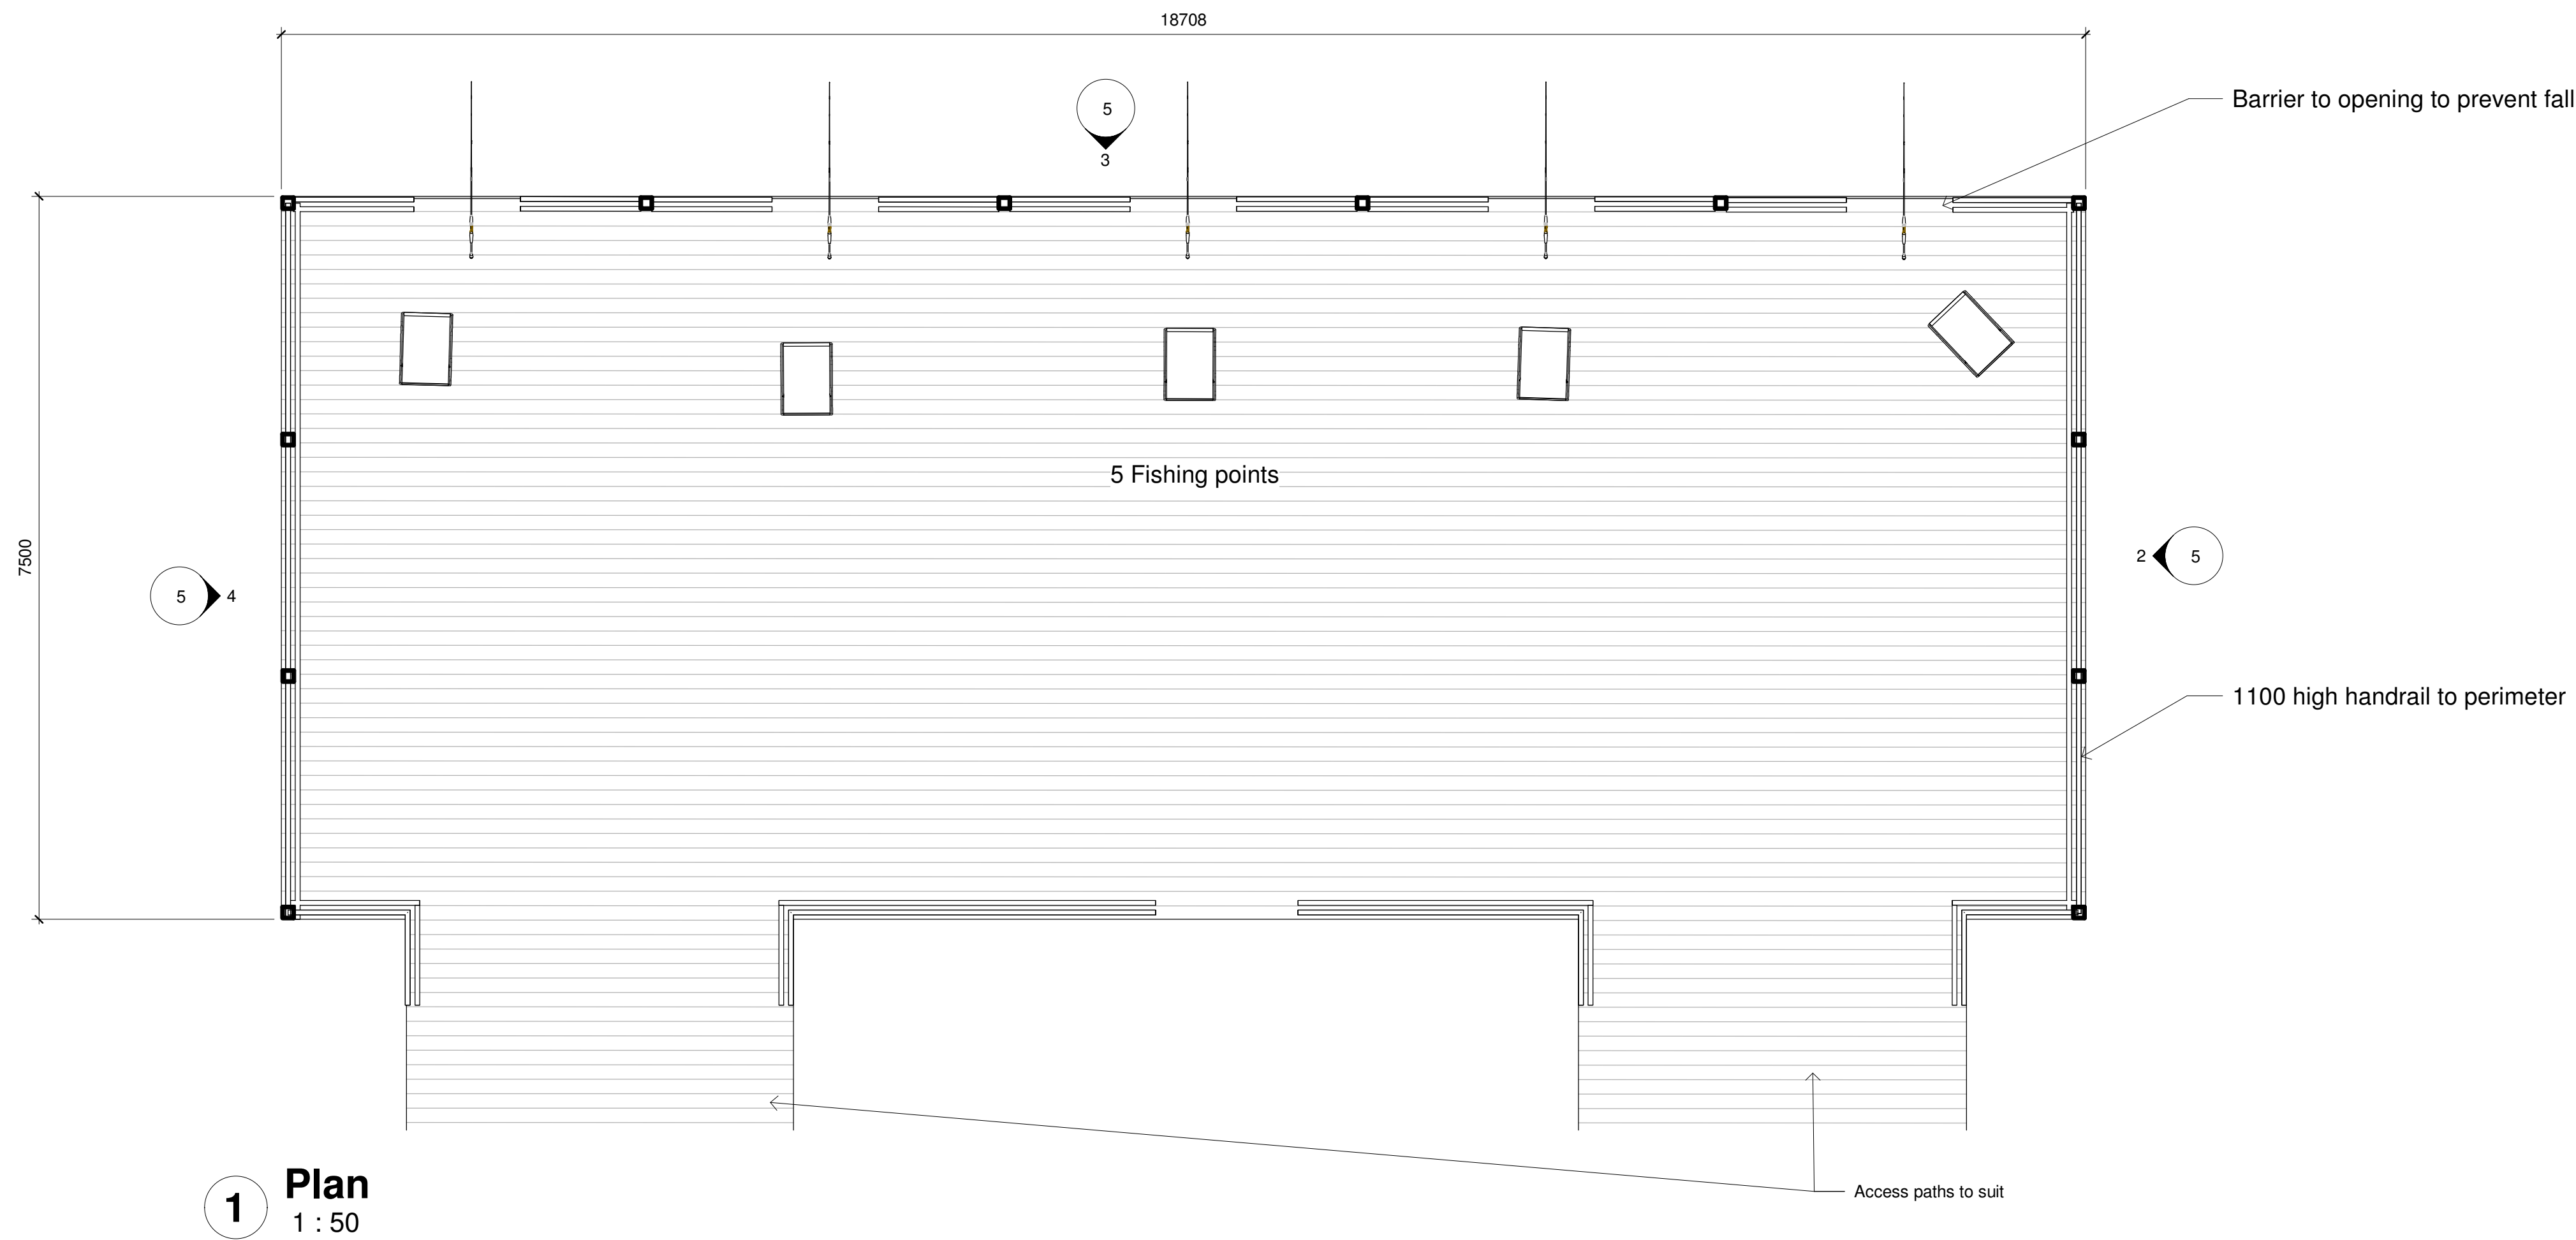 18708
5
3
Barrier to opening to prevent fall
5 Fishing points
7500
5 4
2 5
1100 high handrail to perimeter
Access paths to suit
1 Plan
1 : 50